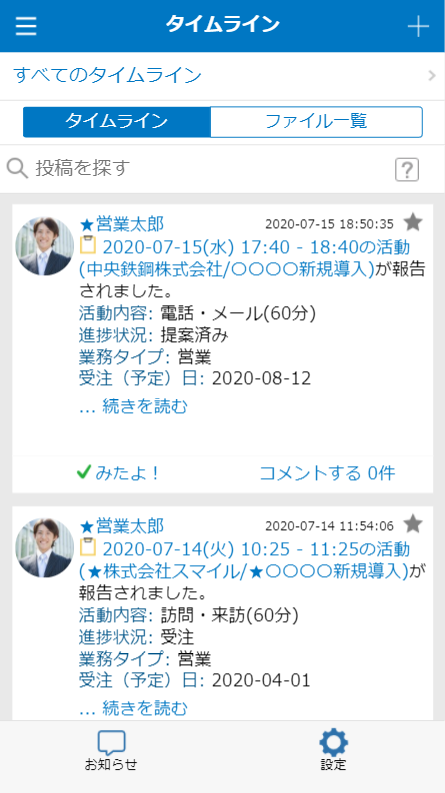 タイムライン
すべてのタイムライン
タイムライン ファイル一覧
投稿を探す ?
★営業太郎 2020-07-15 18:50:35
2020-07-15(水) 17:40 - 18:40の活動
(中央鉄鋼株式会社/〇〇〇〇新規導入)が報告
されました。
活動内容: 電話・メール(60分)
進捗状況: 提案済み
業務タイプ: 営業
受注（予定）日: 2020-08-12
... 続きを読む
みたよ！ コメントする 0件
★営業太郎 2020-07-14 11:54:06
2020-07-14(火) 10:25 - 11:25の活動
(★株式会社スマイル/★〇〇〇〇新規導入)が
報告されました。
活動内容: 訪問・来訪(60分)
進捗状況: 受注
業務タイプ: 営業
受注（予定）日: 2020-04-01
... 続きを読む
お知らせ 設定